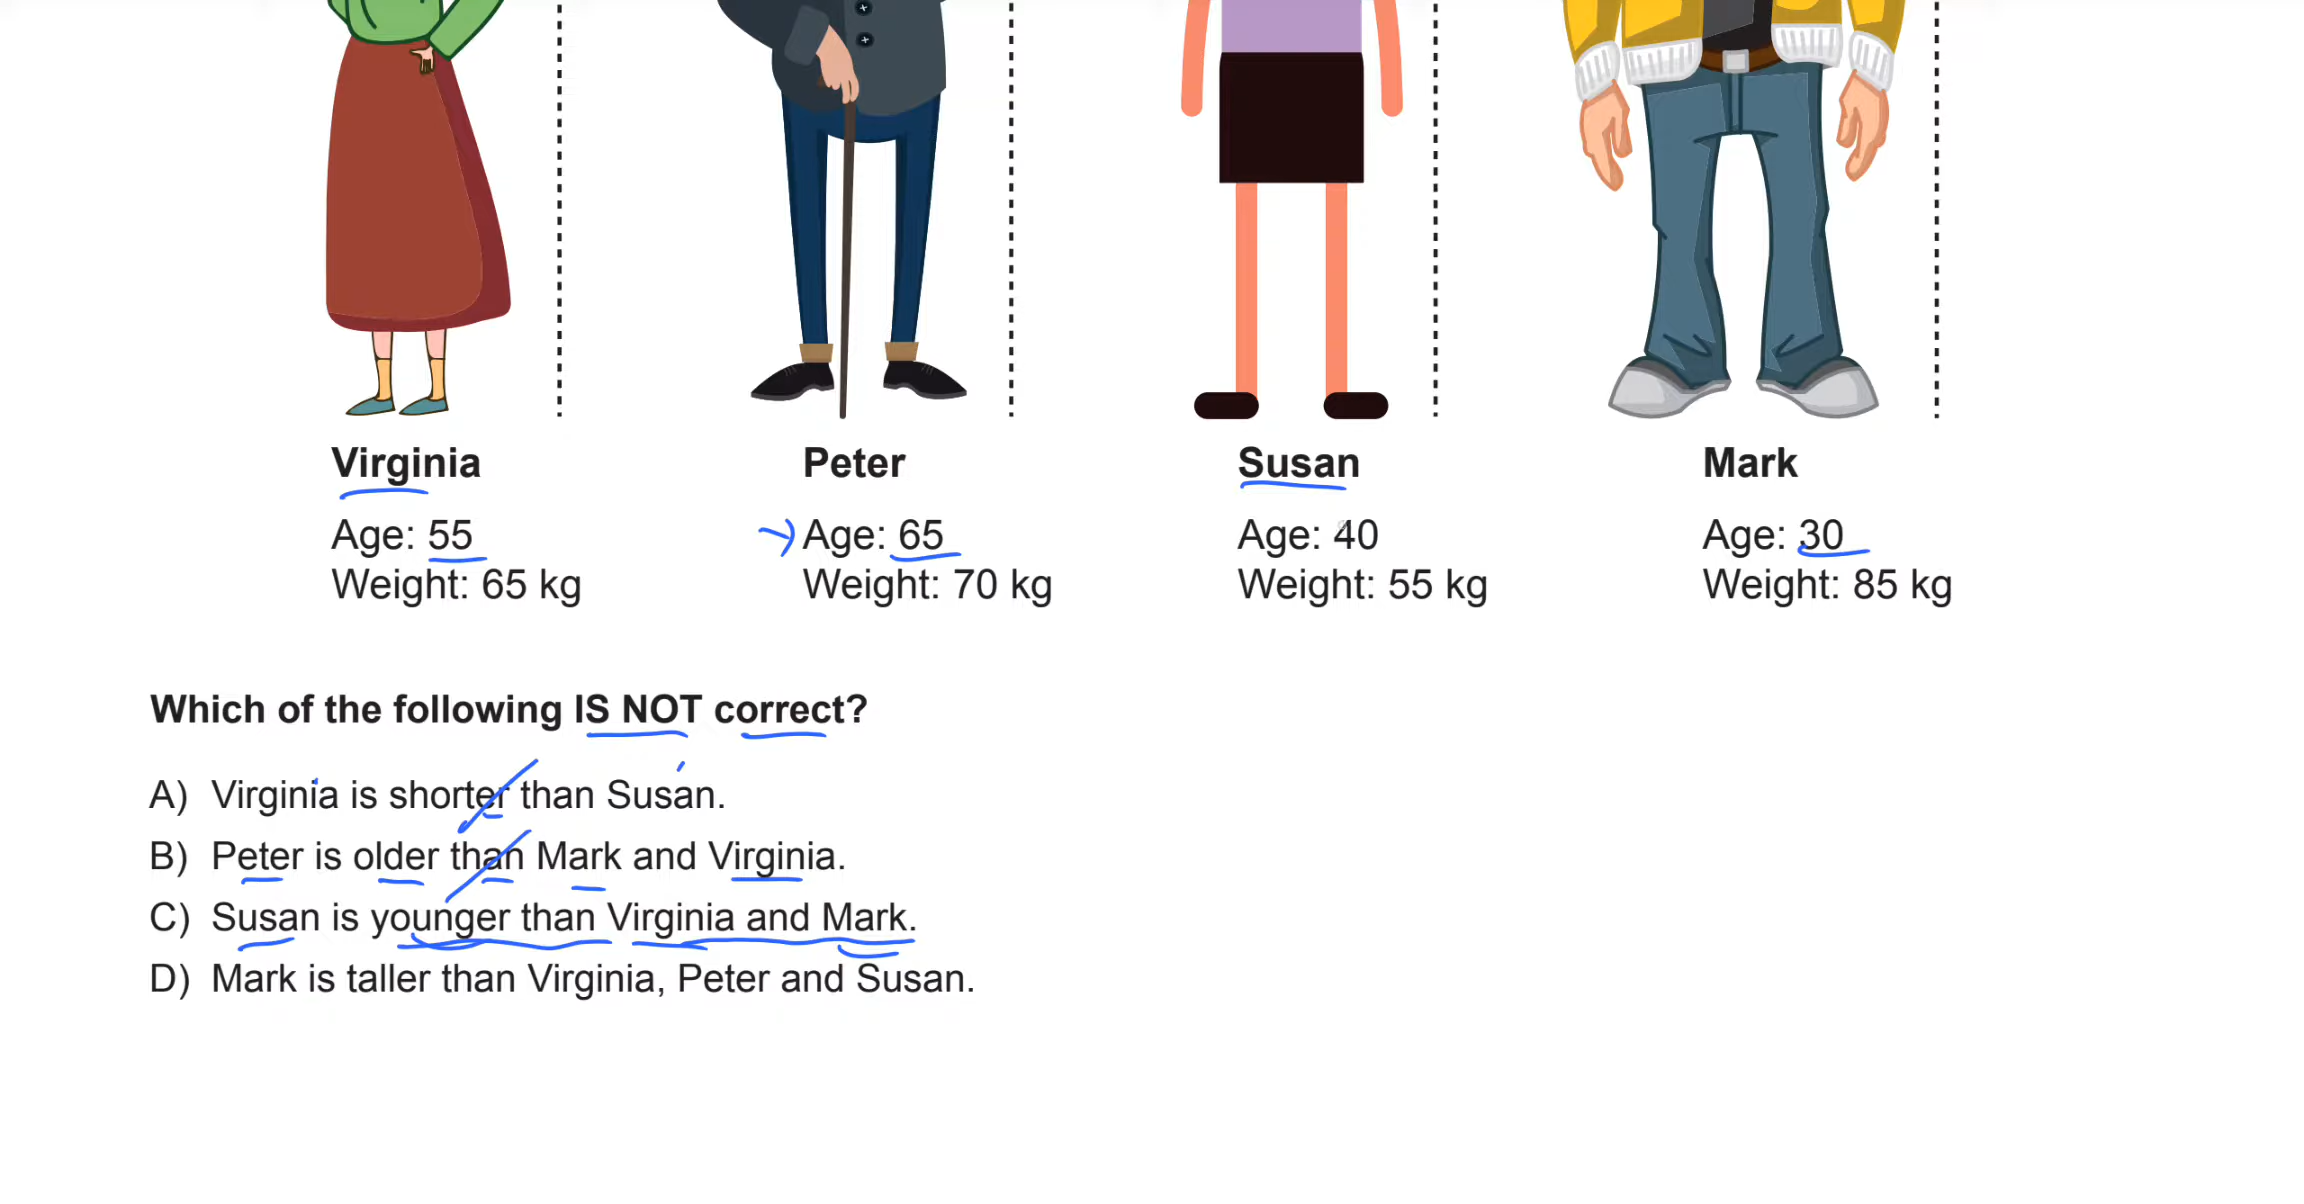 Virginia Peter Susan Mark
Age: 55 Age: 65 Age: 40 Age: 30
Weight: 65 kg Weight: 70 kg Weight: 55 kg Weight: 85 kg
Which of the following IS NOT correct?
A) Virginia is shorter than Susan.
B) Peter is older than Mark and Virginia.
C) Susan is younger than Virginia and Mark.
D) Mark is taller than Virginia, Peter and Susan.